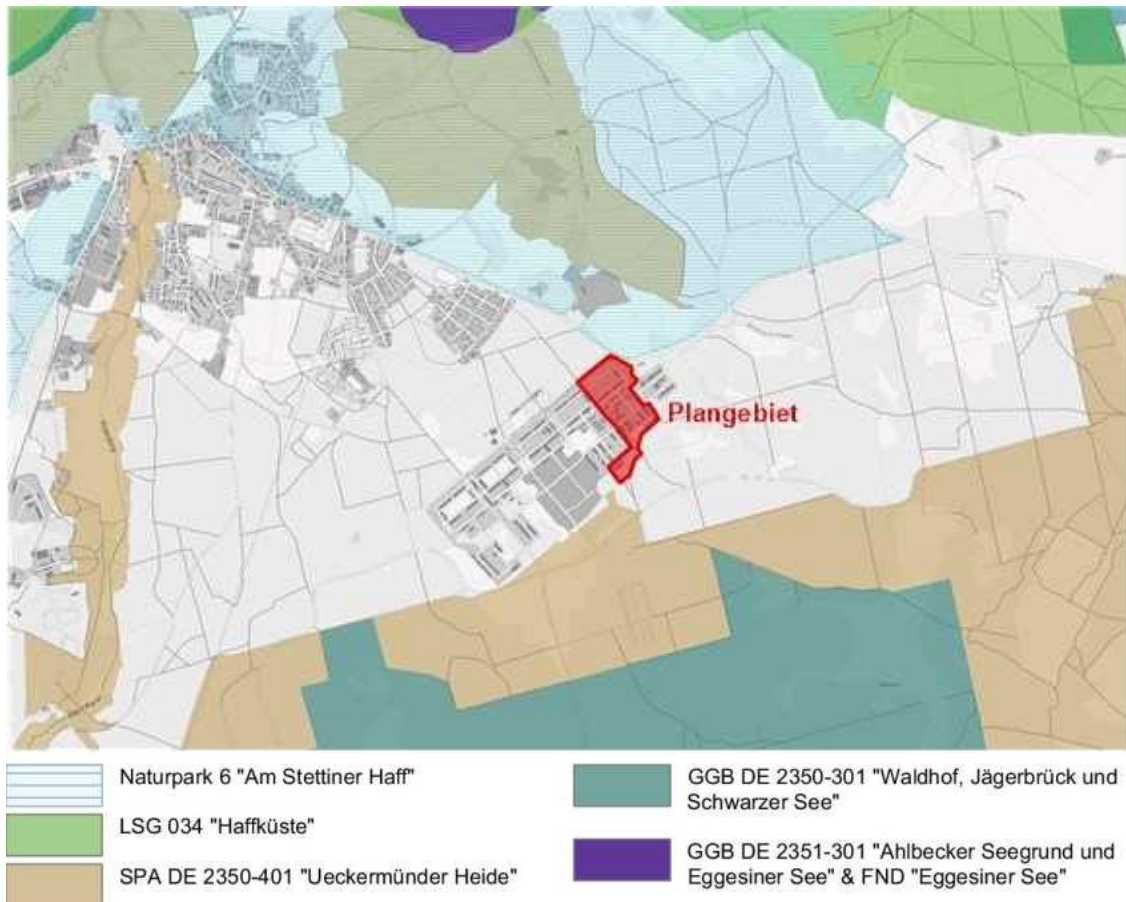 Plangebiet
Naturpark 6 "Am Stettiner Haff"
LSG 034 "Haffküste"
SPA DE 2350-401 "Ueckermünder Heide"
GGB DE 2350-301 "Waldhof, Jägerbrück und
Schwarzer See"
GGB DE 2351-301 "Ahlbecker Seegrund und
Eggesiner See" & FND "Eggesiner See"